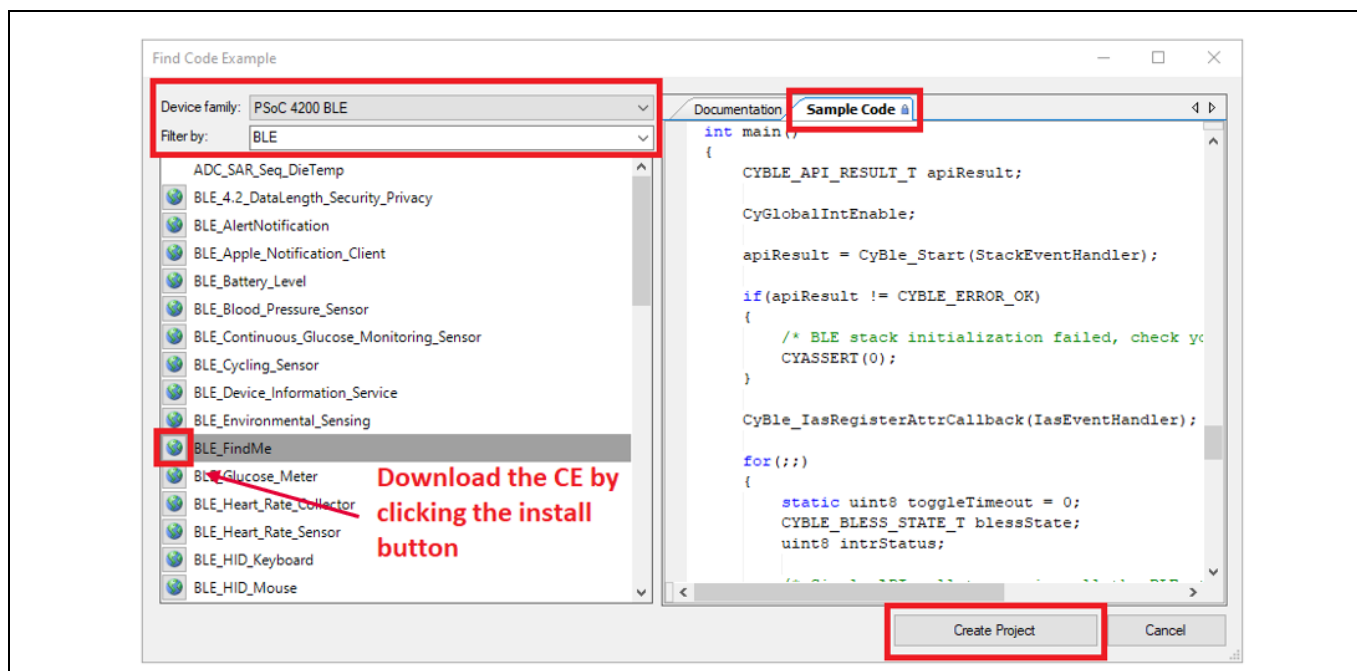 Find Code Example
Device family: PSoC 4200 BLE
Filter by: BLE
ADC_SAR_Seq_DieTemp
BLE_4.2_DataLength_Security_Privacy
BLE_AlertNotification
BLE_Apple_Notification_Client
BLE_Battery_Level
BLE_Blood_Pressure_Sensor
BLE_Continuous_Glucose_Monitoring_Sensor
BLE_Cycling_Sensor
BLE_Device_Information_Service
BLE_Environmental_Sensing
BLE_FindMe
BLE_Glucose_Meter
BLE_Heart_Rate_Collector
BLE_Heart_Rate_Sensor
BLE_HID_Keyboard
BLE_HID_Mouse
Download the CE by
clicking the install
button
Documentation Sample Code
int main()
{
CYBLE_API_RESULT_T apiResult;
CyGlobalIntEnable;
apiResult = CyBle_Start(StackEventHandler);
if(apiResult != CYBLE_ERROR_OK)
{
/* BLE stack initialization failed, check yo
CYASSERT(0);
}
CyBle_IasRegisterAttrCallback(IasEventHandler);
for(;;)
{
static uint8 toggleTimeout = 0;
CYBLE_BLESS_STATE_T blessState;
uint8 intrStatus;
Create Project
Cancel